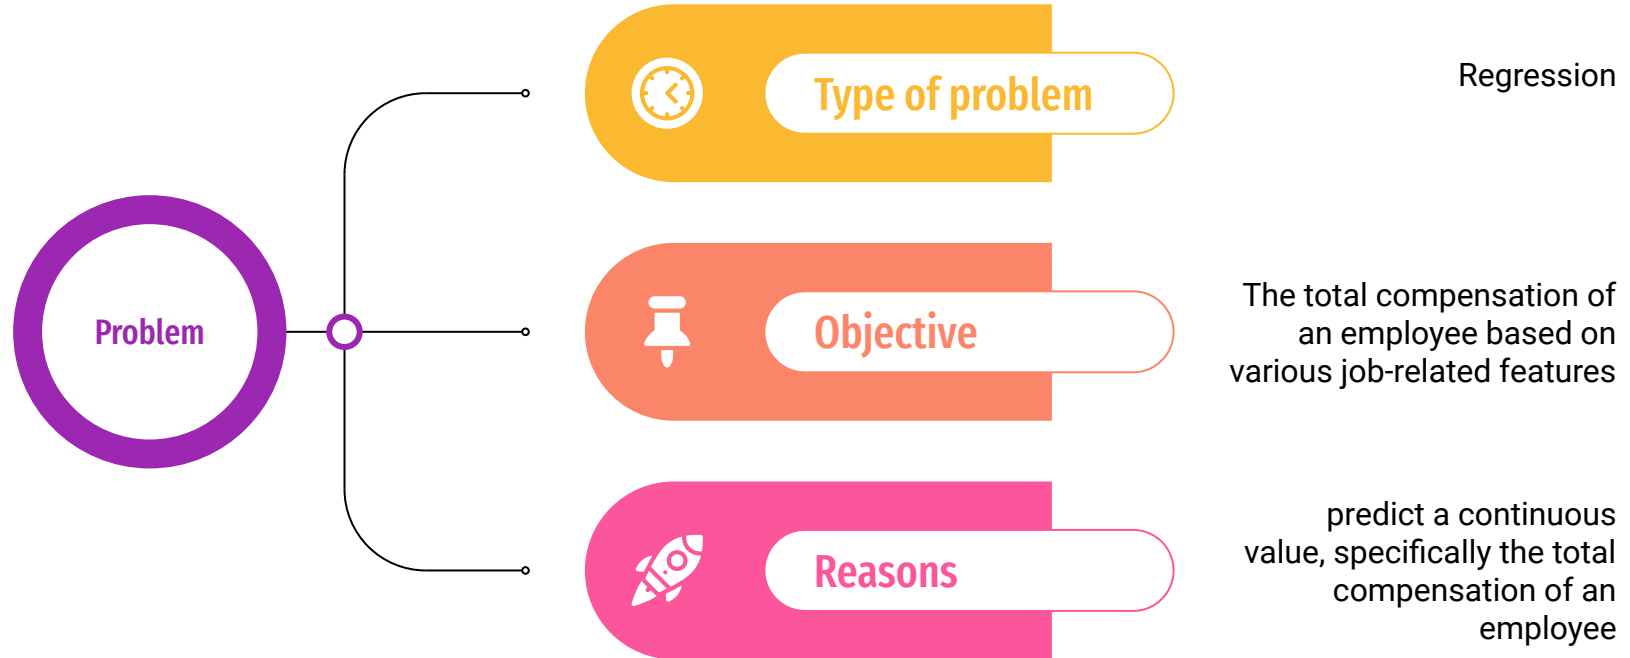 Problem
Type of problem
Regression
Objective
The total compensation of
an employee based on
various job-related features
Reasons
predict a continuous
value, specifically the total
compensation of an
employee